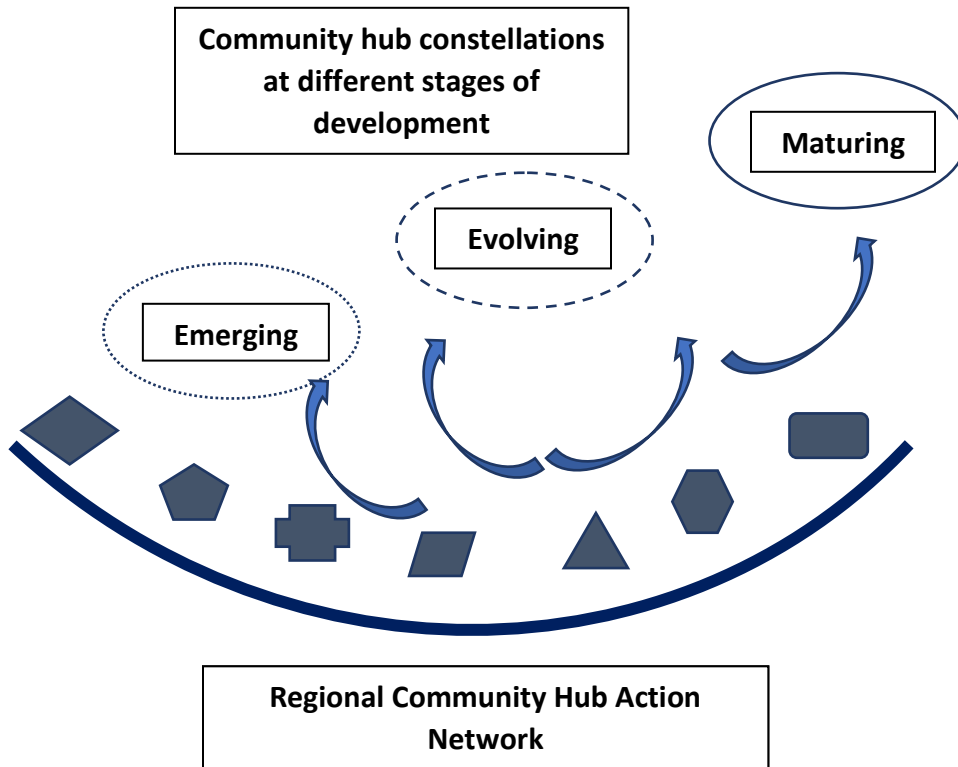 Community hub constellations
at different stages of
development
Maturing
Evolving
Emerging
Regional Community Hub Action
Network